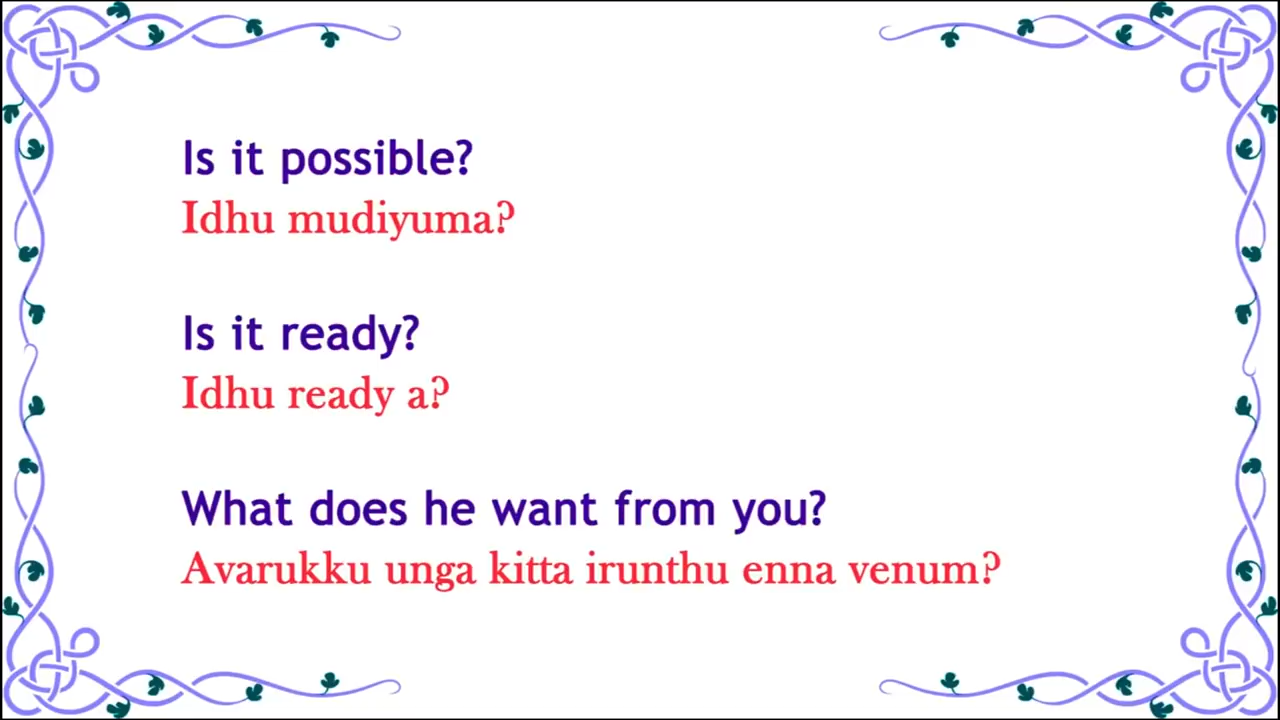 Is it possible?
Idhu mudiyuma?
Is it ready?
Idhu ready a?
What does he want from you?
Avarukku unga kitta irunthu enna venum?